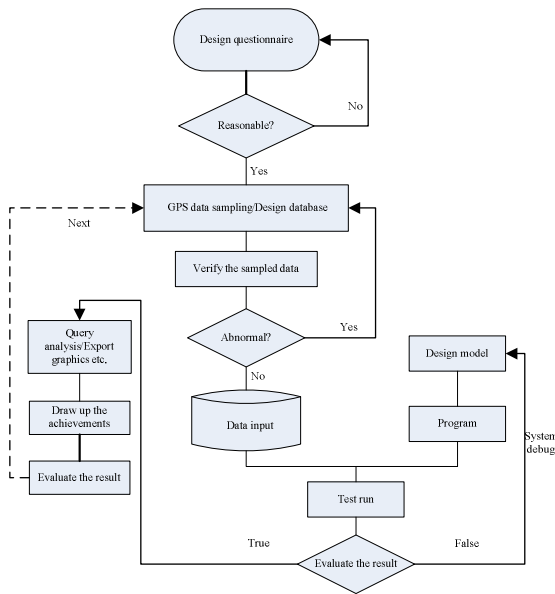 Design questionnaire
No
Reasonable?
Yes
GPS data sampling/Design database
Next
Verify the sampled data
Abnormal?
Yes
No
Query
analysis/Export
graphics etc.
Design model
Draw up the
achievements
Data input
Program
System
debug
Evaluate the result
Test run
True
False
Evaluate the result